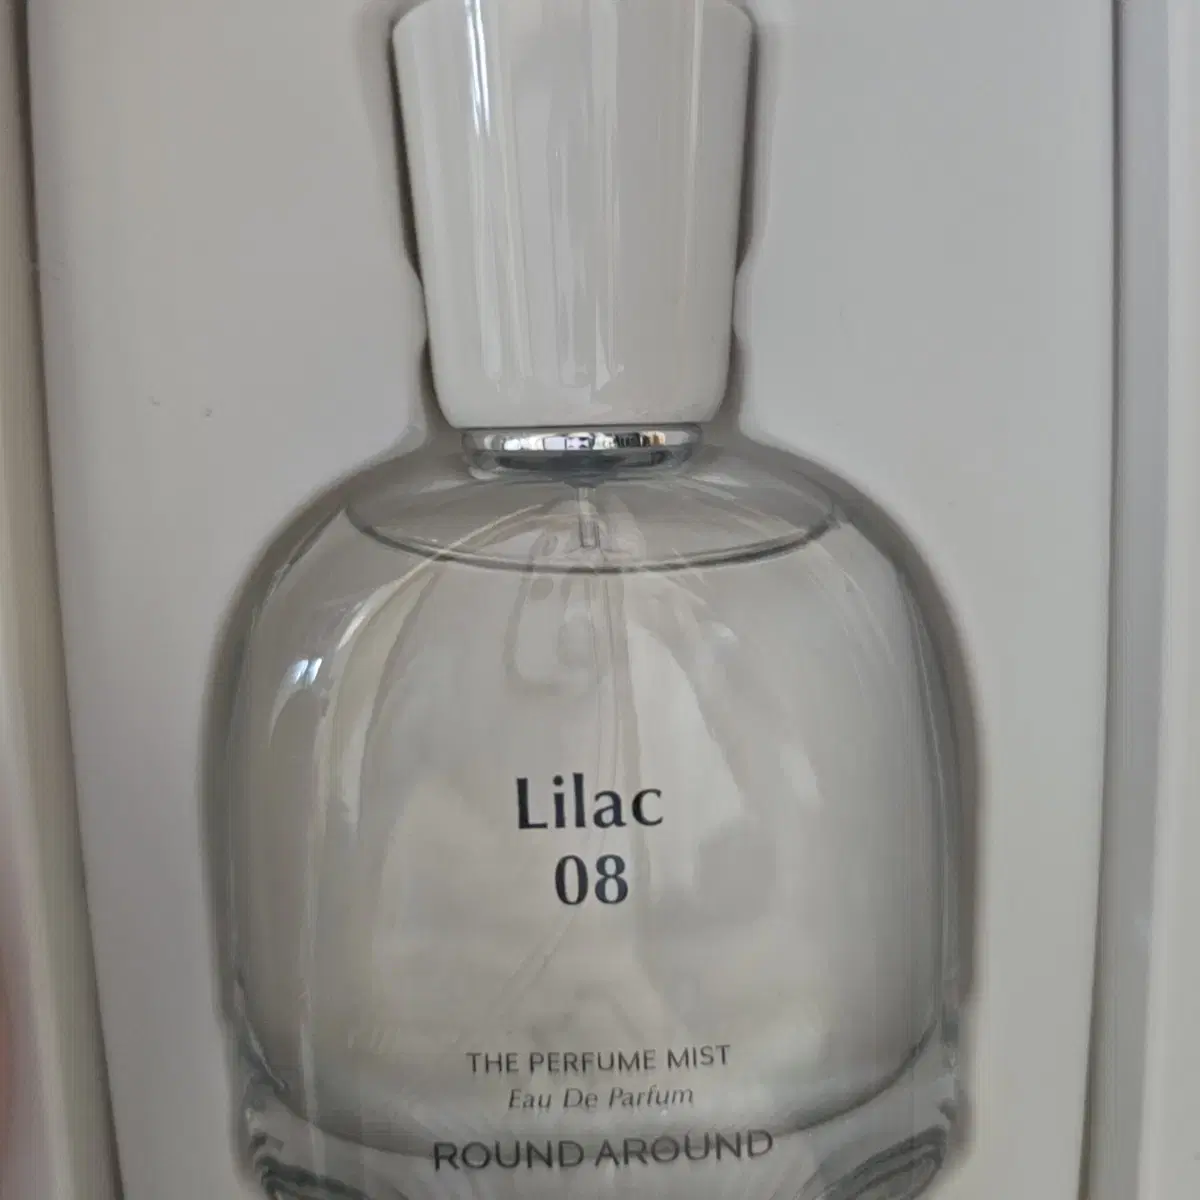 Lilac
08
THE PERFUME MIST
Eau De Parfum
ROUND AROUND